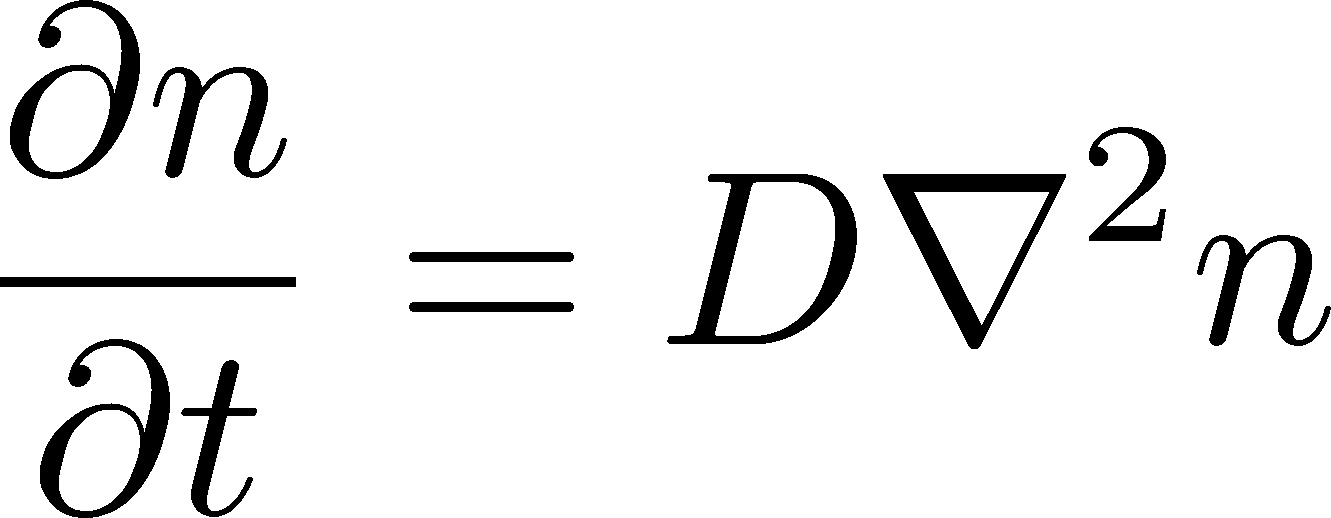 ∂n/∂t = D∇²n